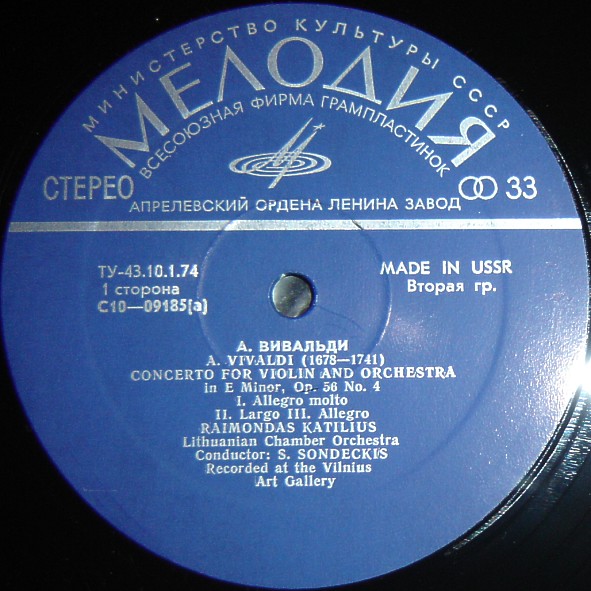 МИНИСТЕРСТВО КУЛЬТУРЫ СССР
МЕЛОДИЯ
ВСЕСОЮЗНАЯ ФИРМА ГРАМПЛАСТИНОК
СТЕРЕО
33
АПРЕЛЕВСКИЙ ОРДЕНА ЛЕНИНА ЗАВОД
ТУ-43.10.1.74
1 сторона
С10—09185(а)
MADE IN USSR
Вторая гр.
А. ВИВАЛЬДИ
A. VIVALDI (1678—1741)
CONCERTO FOR VIOLIN AND ORCHESTRA
in E Minor, Op. 56 No. 4
I. Allegro molto
II. Largo III. Allegro
RAIMONDAS KATILIUS
Lithuanian Chamber Orchestra
Conductor: S. SONDECKIS
Recorded at the Vilnius
Art Gallery